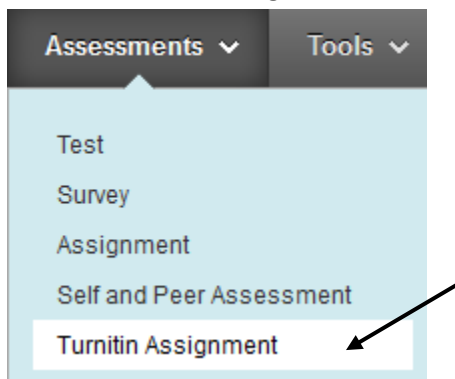 Assessments Tools
Test
Survey
Assignment
Self and Peer Assessment
Turnitin Assignment